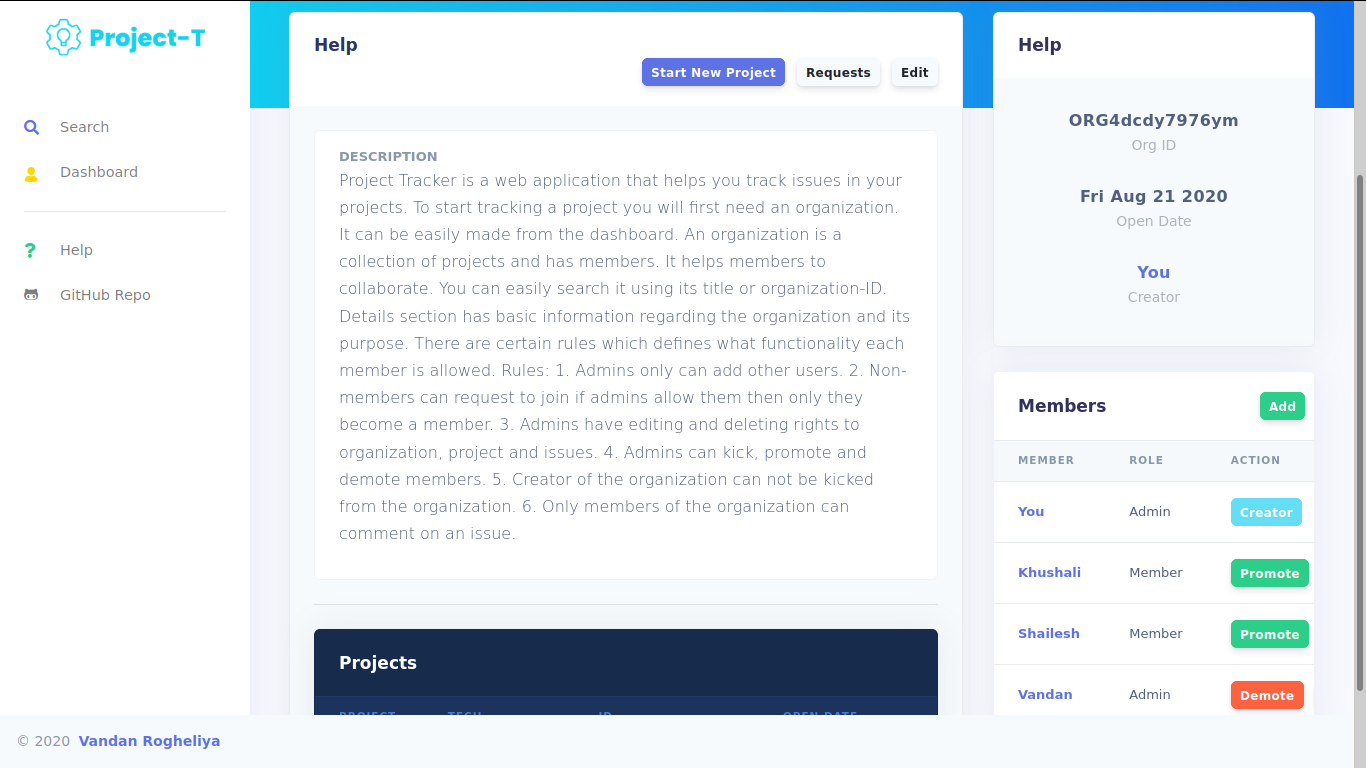 Project-T
Search
Dashboard
Help
GitHub Repo
Help
Start New Project Requests Edit
DESCRIPTION
Project Tracker is a web application that helps you track issues in your
projects. To start tracking a project you will first need an organization.
It can be easily made from the dashboard. An organization is a
collection of projects and has members. It helps members to
collaborate. You can easily search it using its title or organization-ID.
Details section has basic information regarding the organization and its
purpose. There are certain rules which defines what functionality each
member is allowed. Rules: 1. Admins only can add other users. 2. Non-
members can request to join if admins allow them then only they
become a member. 3. Admins have editing and deleting rights to
organization, project and issues. 4. Admins can kick, promote and
demote members. 5. Creator of the organization can not be kicked
from the organization. 6. Only members of the organization can
comment on an issue.
Projects
PROJECT TECH ID OPEN DATE
Help
ORG4dcdy7976ym
Org ID
Fri Aug 21 2020
Open Date
You
Creator
Members Add
MEMBER ROLE ACTION
You Admin Creator
Khushali Member Promote
Shailesh Member Promote
Vandan Admin Demote
© 2020 Vandan Rogheliya